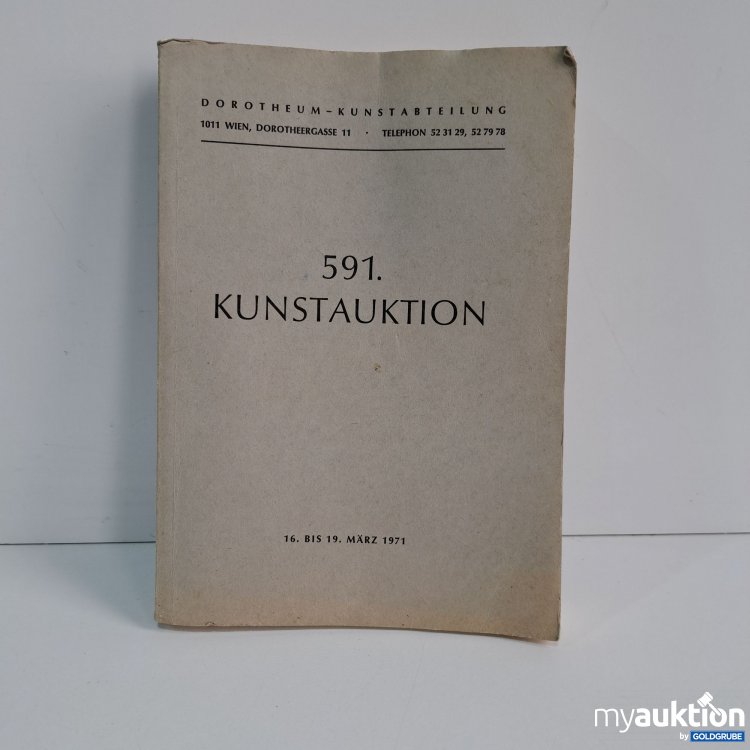 DOROTHEUM–KUNSTABTEILUNG
1011 WIEN, DOROTHEERGASSE 11 · TELEPHON 52 31 29, 52 79 78
591.
KUNSTAUKTION
16. BIS 19. MÄRZ 1971
myauktion
by GOLDGRUBE